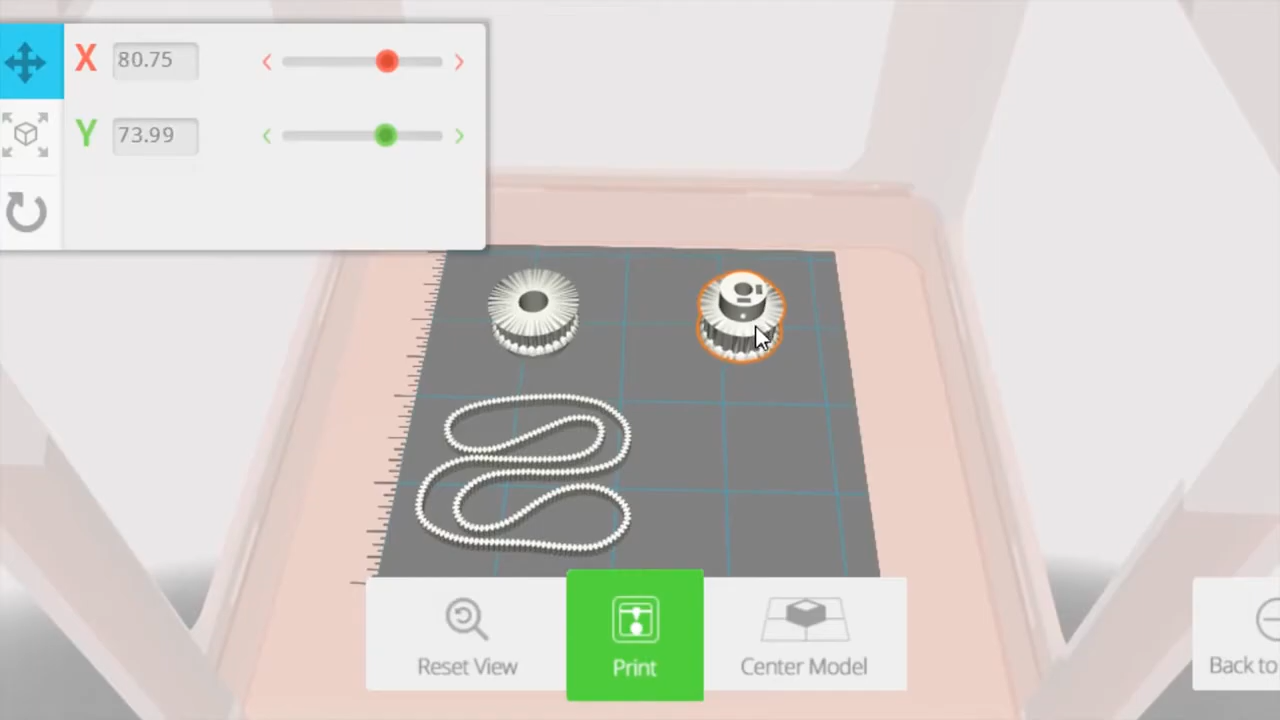 X 80.75
Y 73.99
Reset View
Print
Center Model
Back to